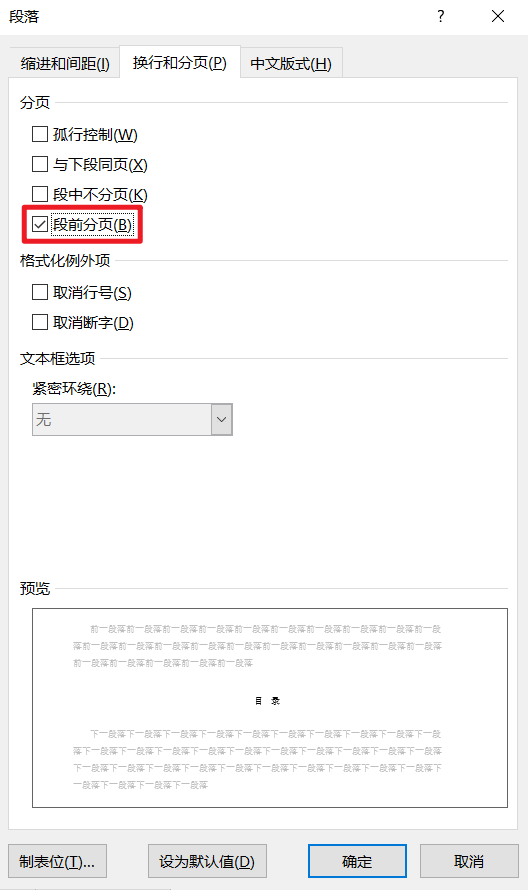 段落 ?
缩进和间距(I) 换行和分页(P) 中文版式(H)
分页
孤行控制(W)
与下段同页(X)
段中不分页(K)
段前分页(B)
格式化例外项
取消行号(S)
取消断字(D)
文本框选项
紧密环绕(R):
无
预览
前一段落前一段落前一段落前一段落前一段落前一段落前一段落前一段落前一段落前一段
落前一段落前一段落前一段落前一段落前一段落前一段落前一段落前一段落前一段落前一段落
前一段落前一段落前一段落前一段落前一段落
目 录
下一段落下一段落下一段落下一段落下一段落下一段落下一段落下一段落下一段落下一段
落下一段落下一段落下一段落下一段落下一段落下一段落下一段落下一段落下一段落下一段落
下一段落下一段落下一段落下一段落下一段落下一段落下一段落下一段落下一段落下一段落下
一段落下一段落下一段落下一段落
制表位(T)... 设为默认值(D) 确定 取消